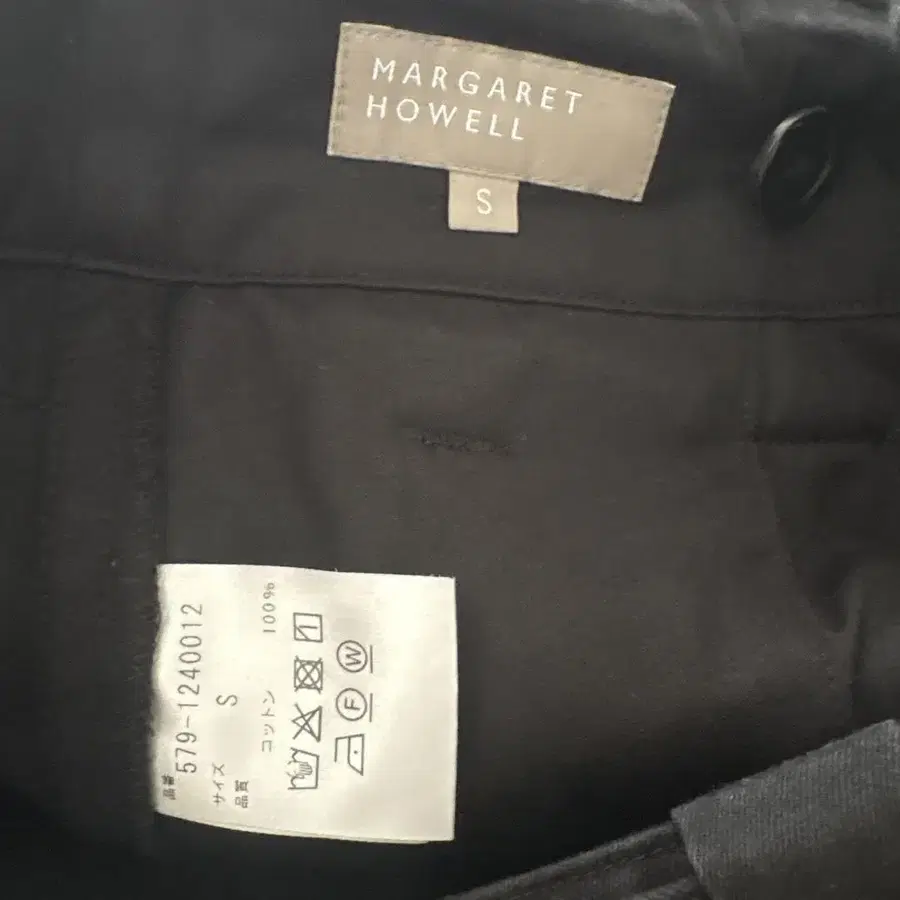 MARGARET
HOWELL
S
品番
579-1240012
サイズ S
品質
コットン 100%
F W